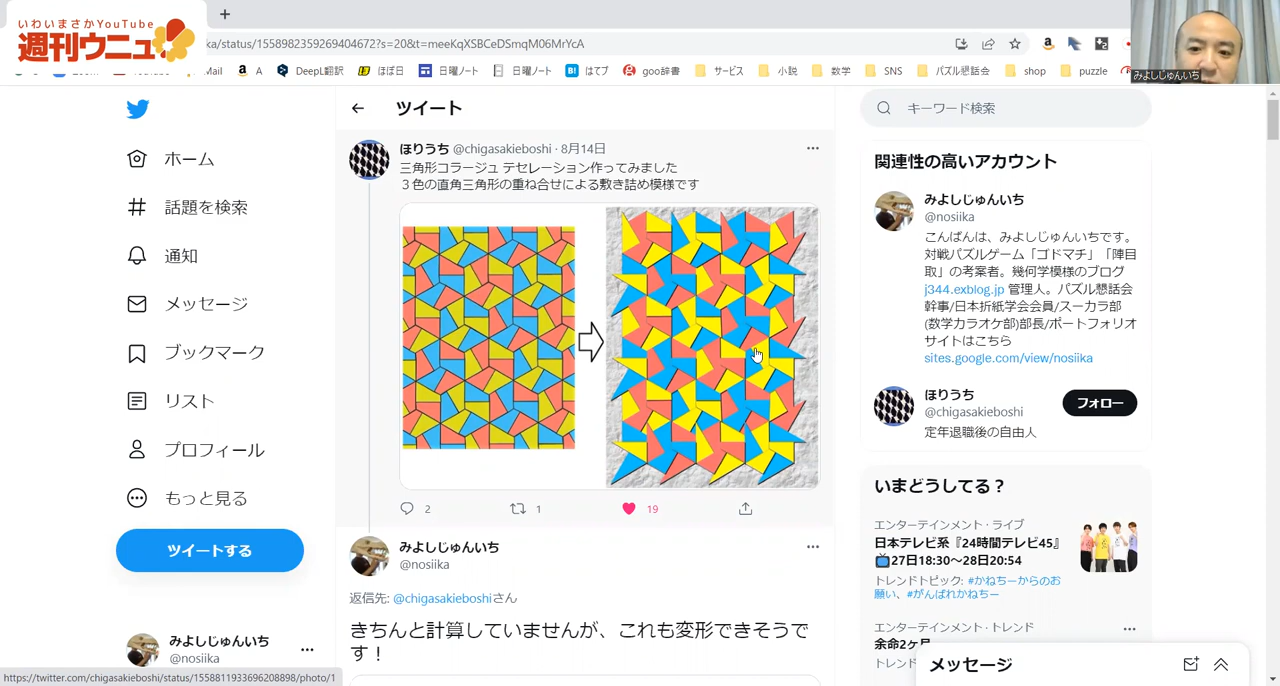 いわいまさかYouTube
週刊ウニュ
ka/status/1558982359269404672?s=20&t=meeKqXSBCeDSmqM06MrYcA
みよしじゅんいち
Mail
A
DeepL翻訳
ほぼ日
日曜ノート
日曜ノート
B! はてブ
goo辞書
サービス
小説
数学
SNS
パズル懇話会
shop
puzzle
ツイート
キーワード検索
ホーム
話題を検索
通知
メッセージ
ブックマーク
リスト
プロフィール
もっと見る
ツイートする
みよしじゅんいち
@nosiika
ほりうち @chigasakieboshi · 8月14日
三角形コラージュ テセレーション作ってみました
３色の直角三角形の重ね合せによる敷き詰め模様です
2
1
19
みよしじゅんいち
@nosiika
返信先: @chigasakieboshiさん
きちんと計算していませんが、これも変形できそうで
す！
関連性の高いアカウント
みよしじゅんいち
@nosiika
こんばんは、みよしじゅんいちです。
対戦パズルゲーム「ゴドマチ」「陣目
取」の考案者。幾何学模様のブログ
j344.exblog.jp 管理人。パズル懇話会
幹事/日本折紙学会会員/スーカラ部
(数学カラオケ部)部長/ポートフォリオ
サイトはこちら
sites.google.com/view/nosiika
ほりうち
@chigasakieboshi
フォロー
定年退職後の自由人
いまどうしてる？
エンターテインメント · ライブ
日本テレビ系『24時間テレビ45』
27日18:30〜28日20:54
トレンドトピック: #かねちーからのお
願い、#がんばれかねちー
エンターテインメント · トレンド
余命2ヶ月
トレンド
メッセージ
https://twitter.com/chigasakieboshi/status/1558811933696208898/photo/1